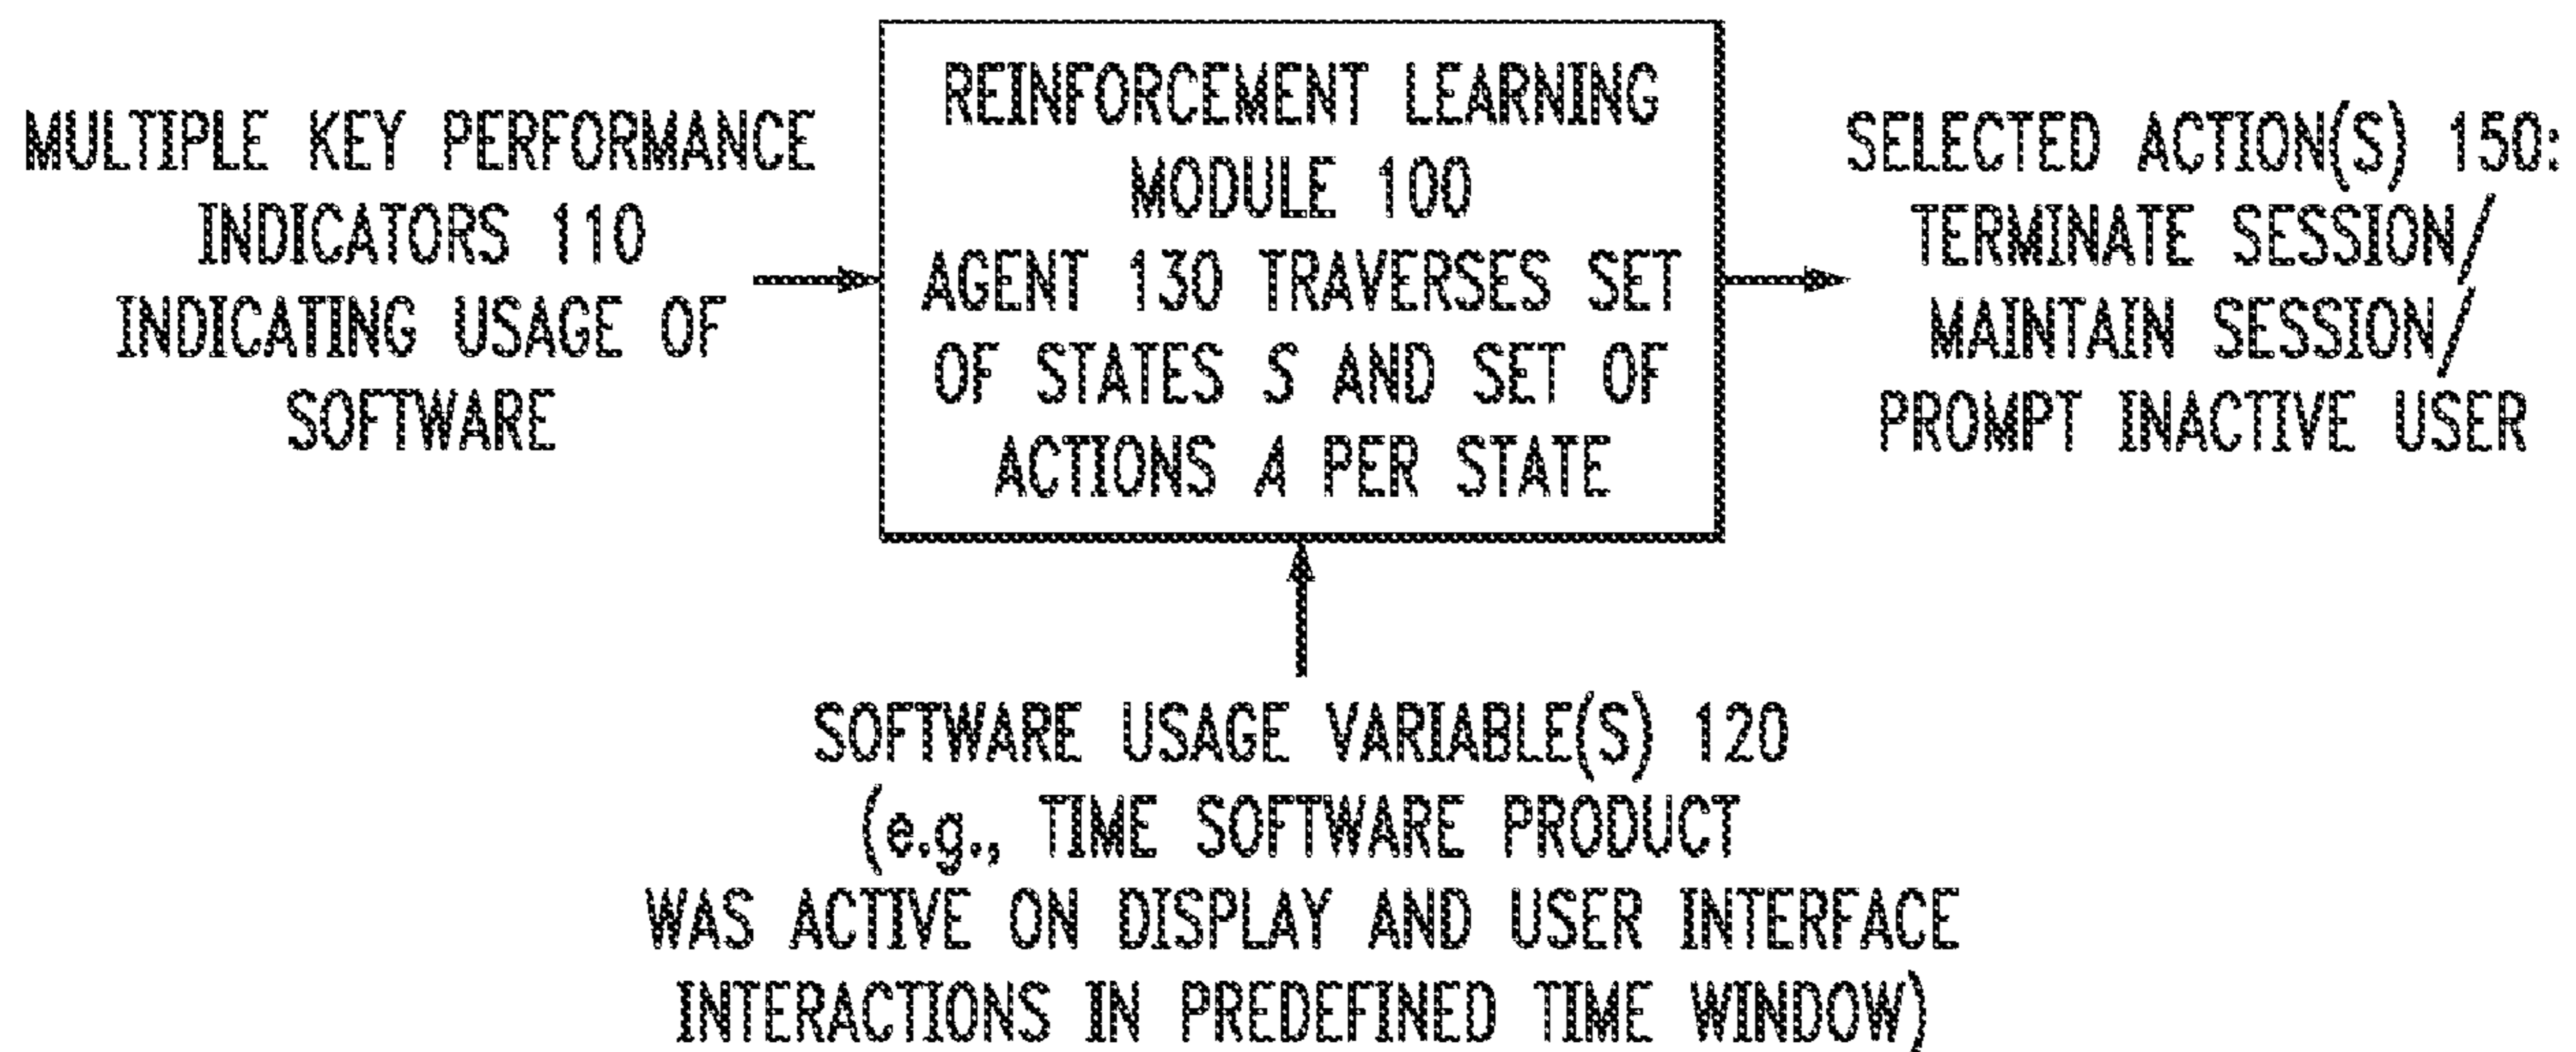 MULTIPLE KEY PERFORMANCE
INDICATORS 110
INDICATING USAGE OF
SOFTWARE
REINFORCEMENT LEARNING
MODULE 100
AGENT 130 TRAVERSES SET
OF STATES S AND SET OF
ACTIONS A PER STATE
SELECTED ACTION(S) 150:
TERMINATE SESSION/
MAINTAIN SESSION/
PROMPT INACTIVE USER
SOFTWARE USAGE VARIABLE(S) 120
(e.g., TIME SOFTWARE PRODUCT
WAS ACTIVE ON DISPLAY AND USER INTERFACE
INTERACTIONS IN PREDEFINED TIME WINDOW)